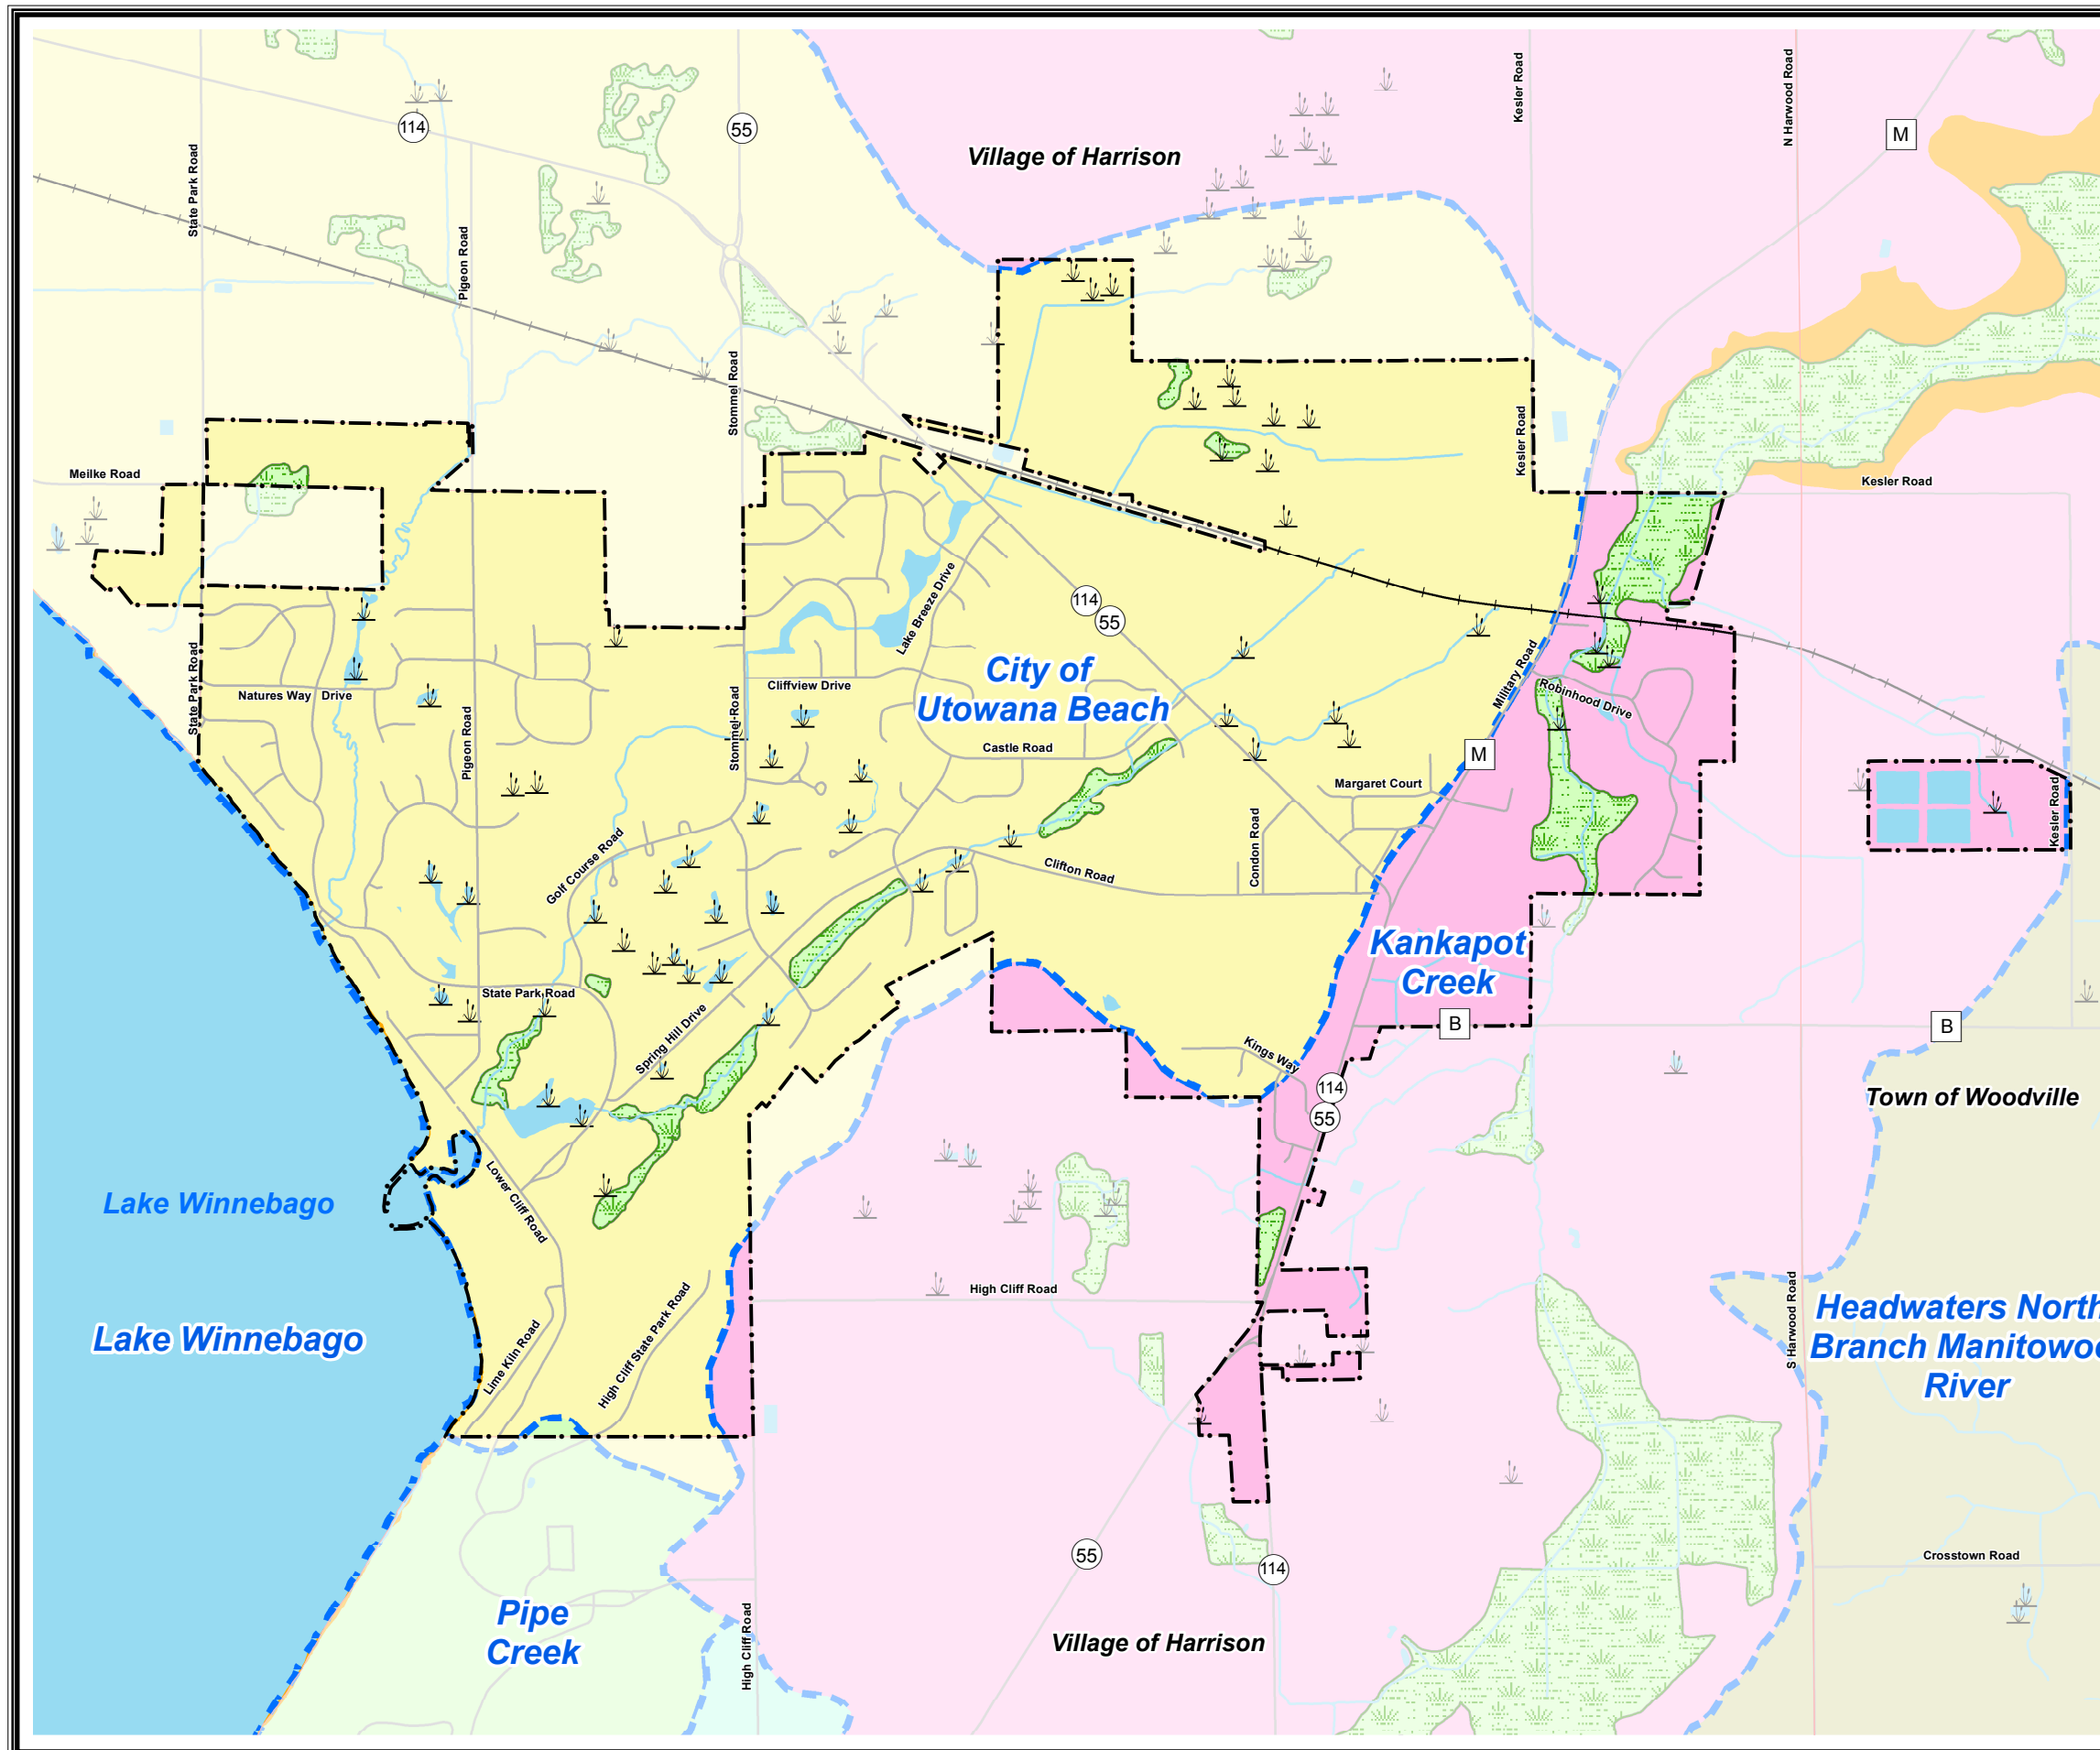 Kesler Road
N Harwood Road
114
55
M
Village of Harrison
State Park Road
Pigeon Road
Stommel Road
Kesler Road
Meilke Road
Kesler Road
Lake Breeze Drive
114
55
City of
Utowana Beach
State Park Road
Natures Way Drive
Cliffview Drive
Military Road
Robinhood Drive
Pigeon Road
Stommel Road
Castle Road
M
Margaret Court
Kesler Road
Golf Course Road
Condon Road
Clifton Road
Kankapot
Creek
State Park Road
Spring Hill Drive
B
B
Kings Way
114
55
Town of Woodville
Lake Winnebago
Lower Cliff Road
High Cliff Road
S Harwood Road
Headwaters North
Branch Manitowoc
River
Lake Winnebago
Lime Kiln Road
High Cliff State Park Road
55
114
Crosstown Road
Pipe
Creek
High Cliff Road
Village of Harrison